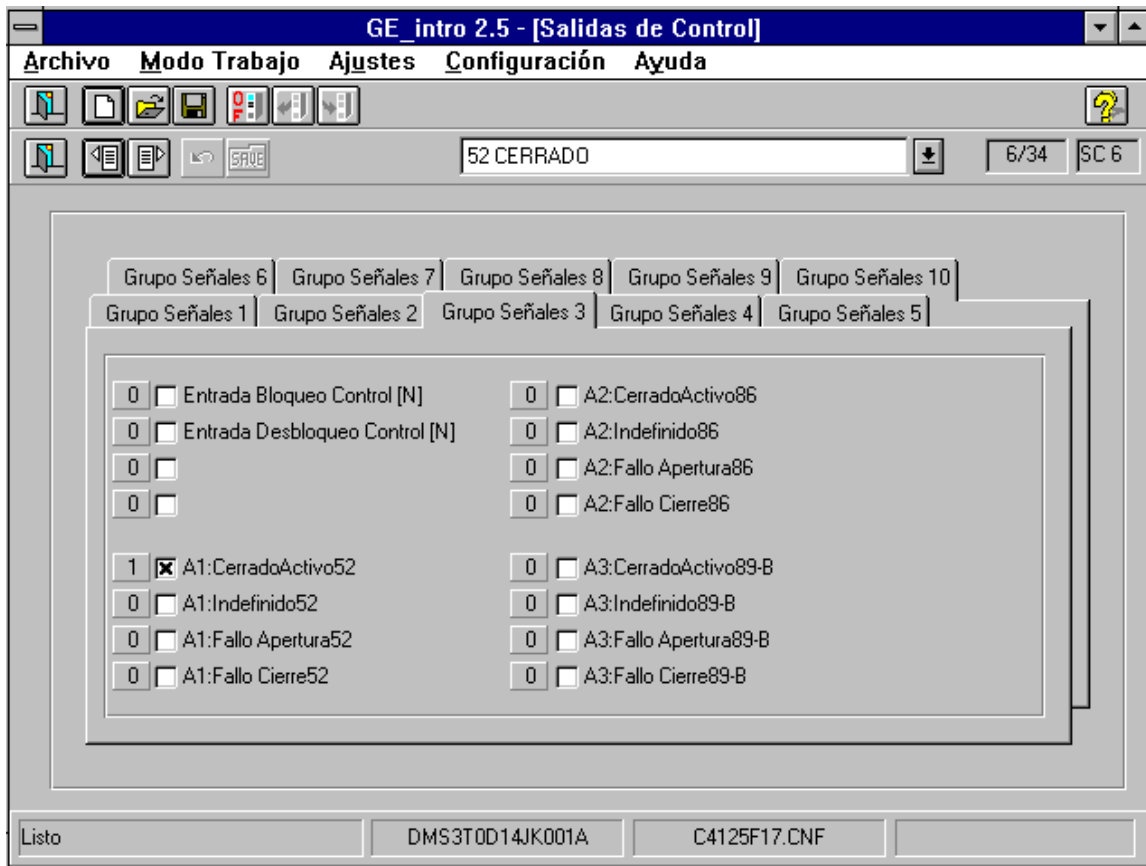 GE_intro 2.5 - [Salidas de Control]
Archivo Modo Trabajo Ajustes Configuración Ayuda
OF
SAVE 52 CERRADO 6/34 SC 6
Grupo Señales 6 Grupo Señales 7 Grupo Señales 8 Grupo Señales 9 Grupo Señales 10
Grupo Señales 1 Grupo Señales 2 Grupo Señales 3 Grupo Señales 4 Grupo Señales 5
0 Entrada Bloqueo Control [N]
0 Entrada Desbloqueo Control [N]
0
0
1 A1:CerradoActivo52
0 A1:Indefinido52
0 A1:Fallo Apertura52
0 A1:Fallo Cierre52
0 A2:CerradoActivo86
0 A2:Indefinido86
0 A2:Fallo Apertura86
0 A2:Fallo Cierre86
0 A3:CerradoActivo89-B
0 A3:Indefinido89-B
0 A3:Fallo Apertura89-B
0 A3:Fallo Cierre89-B
Listo DMS3T0D14JK001A C4125F17.CNF